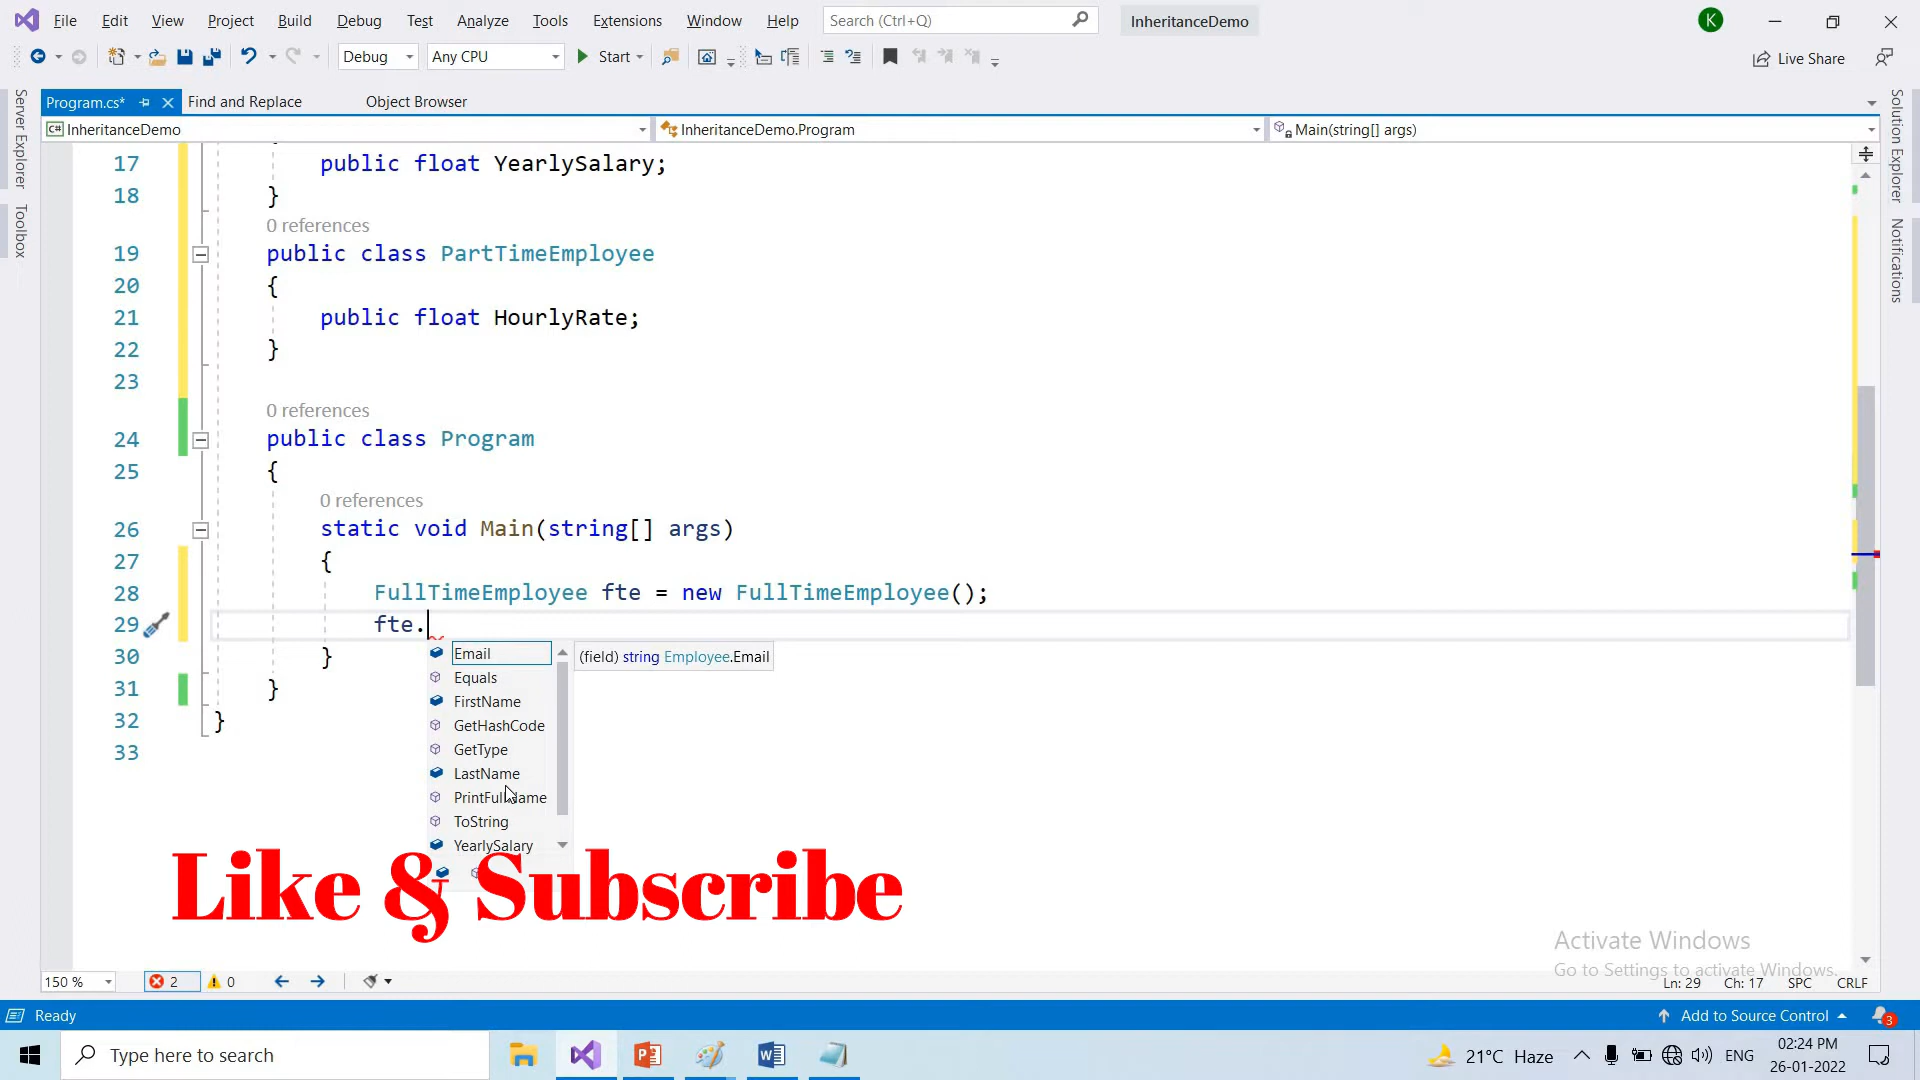 File Edit View Project Build Debug Test Analyze Tools Extensions Window Help Search (Ctrl+Q) InheritanceDemo K
Debug Any CPU Start Live Share
Server Explorer
Toolbox
Program.cs* Find and Replace Object Browser
C# InheritanceDemo InheritanceDemo.Program Main(string[] args)
17 public float YearlySalary;
18 }
0 references
19 public class PartTimeEmployee
20 {
21 public float HourlyRate;
22 }
23
0 references
24 public class Program
25 {
0 references
26 static void Main(string[] args)
27 {
28 FullTimeEmployee fte = new FullTimeEmployee();
29 fte.
30 }
31 }
32 }
33
Email
(field) string Employee.Email
Equals
FirstName
GetHashCode
GetType
LastName
PrintFullName
ToString
YearlySalary
Like & Subscribe
Solution Explorer
Notifications
Activate Windows
Go to Settings to activate Windows.
150 % 2 0 Ln: 29 Ch: 17 SPC CRLF
Ready Add to Source Control 3
Type here to search 21°C Haze ENG 02:24 PM
26-01-2022